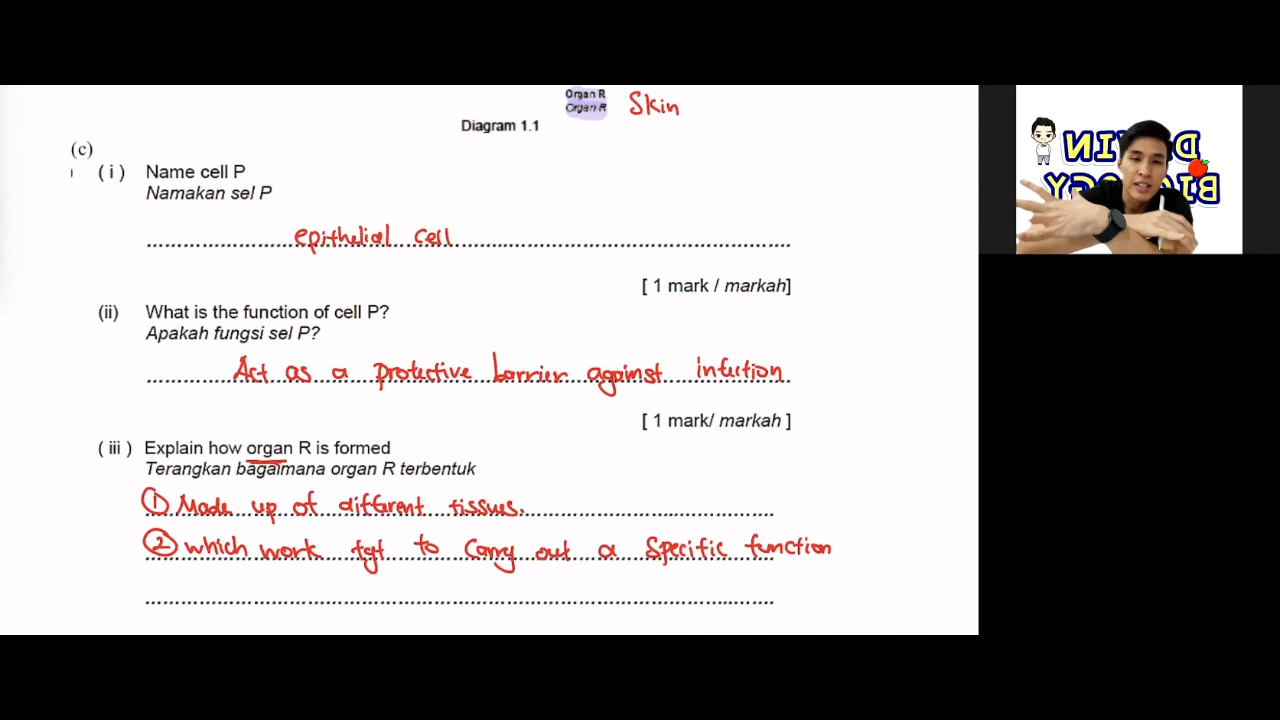 Organ R
Organ R
Skin
Diagram 1.1
(c)
( i ) Name cell P
Namakan sel P
epithelial cell
[ 1 mark / markah]
(ii) What is the function of cell P?
Apakah fungsi sel P?
Act as a protective barrier against infection
[ 1 mark/ markah ]
( iii ) Explain how organ R is formed
Terangkan bagaimana organ R terbentuk
① Made up of different tissues.
② which work tgt to carry out a specific function
BIOLOGY